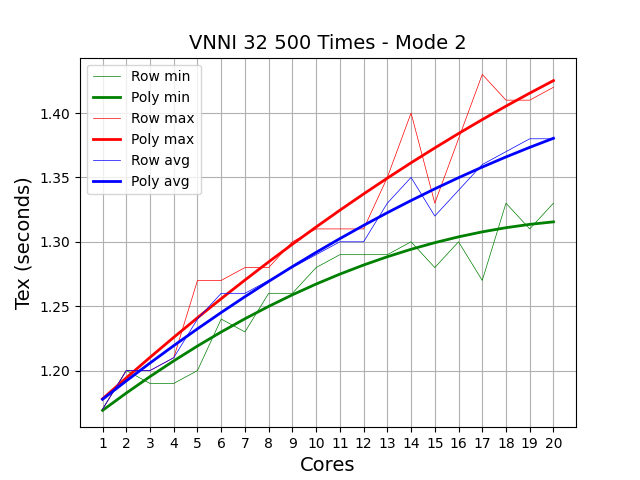 VNNI 32 500 Times - Mode 2
Row min
Poly min
Row max
Poly max
Row avg
Poly avg
1.40
1.35
1.30
1.25
1.20
Tex (seconds)
1 2 3 4 5 6 7 8 9 10 11 12 13 14 15 16 17 18 19 20
Cores